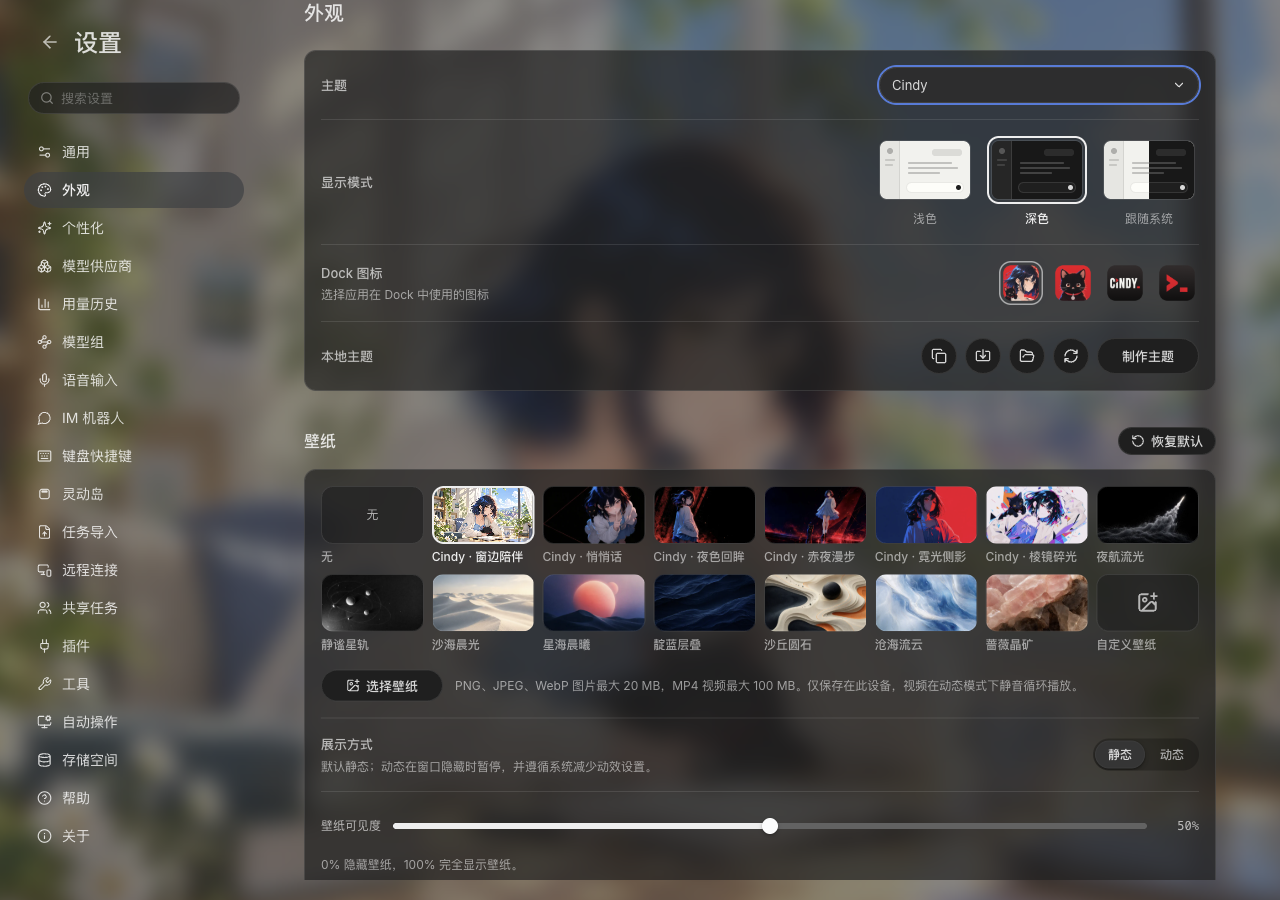 设置
搜索设置
通用
外观
个性化
模型供应商
用量历史
模型组
语音输入
IM 机器人
键盘快捷键
灵动岛
任务导入
远程连接
共享任务
插件
工具
自动操作
存储空间
帮助
关于
外观
主题
Cindy
显示模式
浅色
深色
跟随系统
Dock 图标
选择应用在 Dock 中使用的图标
CINDY.
本地主题
制作主题
壁纸
恢复默认
无
无
Cindy · 窗边陪伴
Cindy · 悄悄话
Cindy · 夜色回眸
Cindy · 赤夜漫步
Cindy · 霓光侧影
Cindy · 棱镜碎光
夜航流光
静谧星轨
沙海晨光
星海晨曦
靛蓝层叠
沙丘圆石
沧海流云
蔷薇晶矿
自定义壁纸
选择壁纸
PNG、JPEG、WebP 图片最大 20 MB，MP4 视频最大 100 MB。仅保存在此设备，视频在动态模式下静音循环播放。
展示方式
默认静态；动态在窗口隐藏时暂停，并遵循系统减少动效设置。
静态
动态
壁纸可见度
50%
0% 隐藏壁纸，100% 完全显示壁纸。